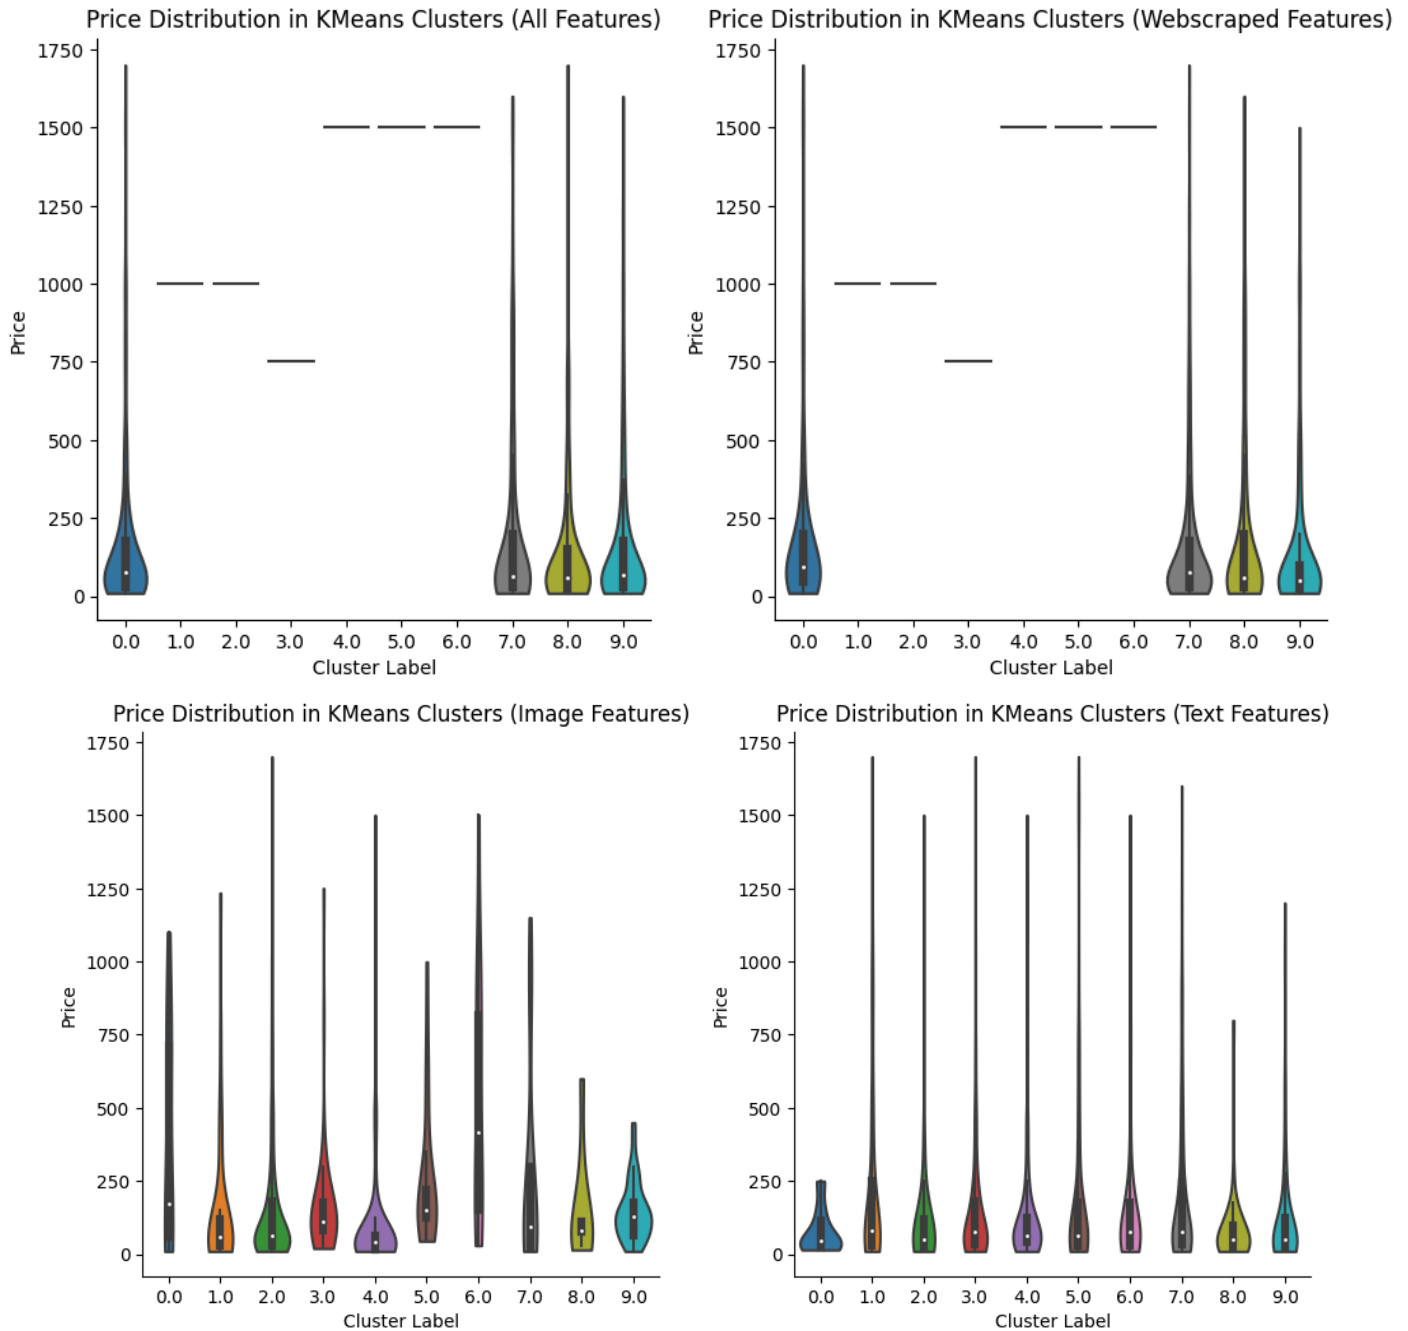 Price Distribution in KMeans Clusters (All Features)
1750
1500
1250
1000
750
500
250
0
Price
0.0 1.0 2.0 3.0 4.0 5.0 6.0 7.0 8.0 9.0
Cluster Label
Price Distribution in KMeans Clusters (Webscraped Features)
1750
1500
1250
1000
750
500
250
0
Price
0.0 1.0 2.0 3.0 4.0 5.0 6.0 7.0 8.0 9.0
Cluster Label
Price Distribution in KMeans Clusters (Image Features)
1750
1500
1250
1000
750
500
250
0
Price
0.0 1.0 2.0 3.0 4.0 5.0 6.0 7.0 8.0 9.0
Cluster Label
Price Distribution in KMeans Clusters (Text Features)
1750
1500
1250
1000
750
500
250
0
Price
0.0 1.0 2.0 3.0 4.0 5.0 6.0 7.0 8.0 9.0
Cluster Label